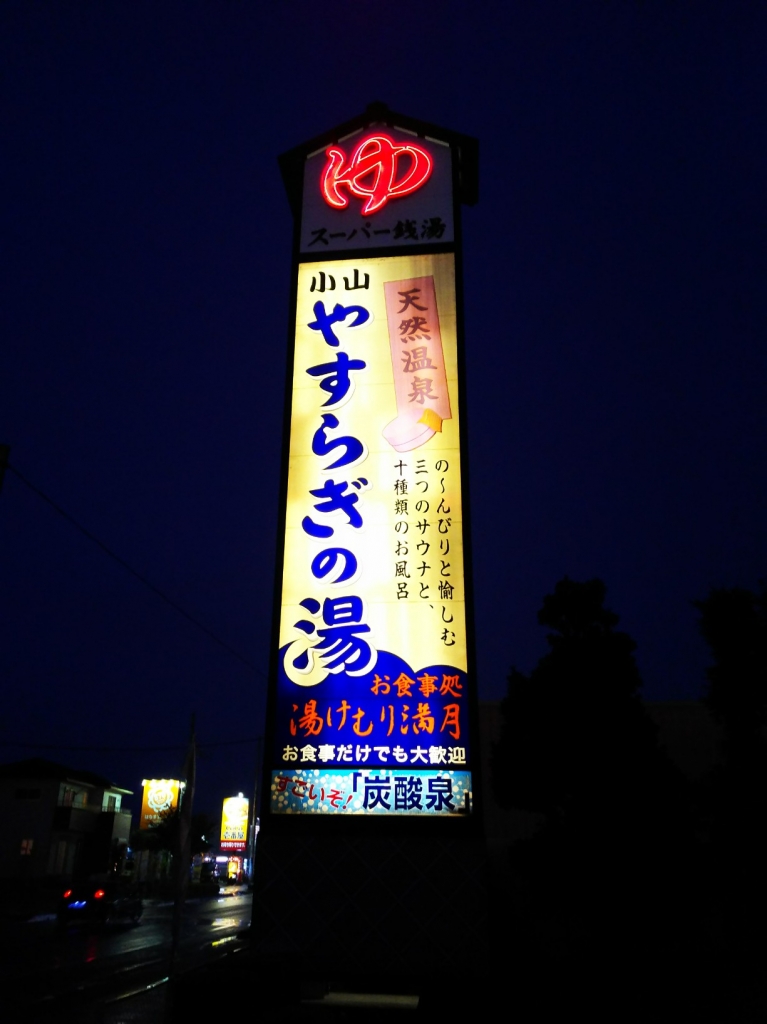 ゆ
スーパー銭湯
小山
やすらぎの湯
天然温泉
の～んびりと愉しむ
三つのサウナと、
十種類のお風呂
お食事処
湯けむり満月
お食事だけでも大歓迎
すごいぞ!「炭酸泉」
壱番屋